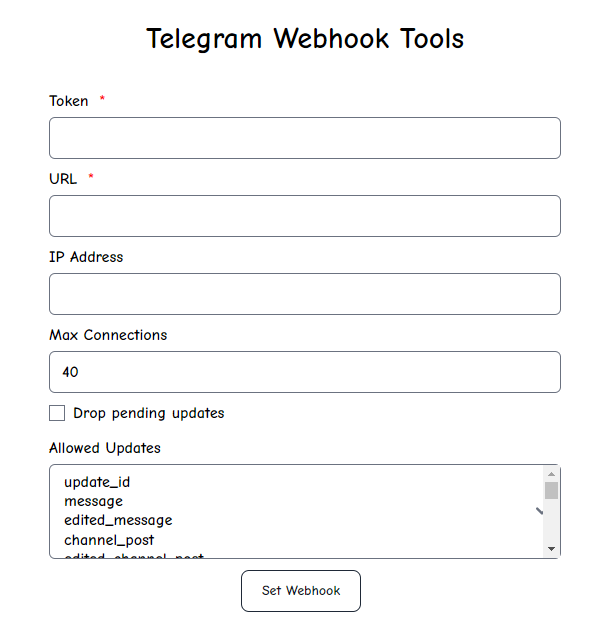 Telegram Webhook Tools
Token *
URL *
IP Address
Max Connections
40
Drop pending updates
Allowed Updates
update_id
message
edited_message
channel_post
edited_channel_post
Set Webhook